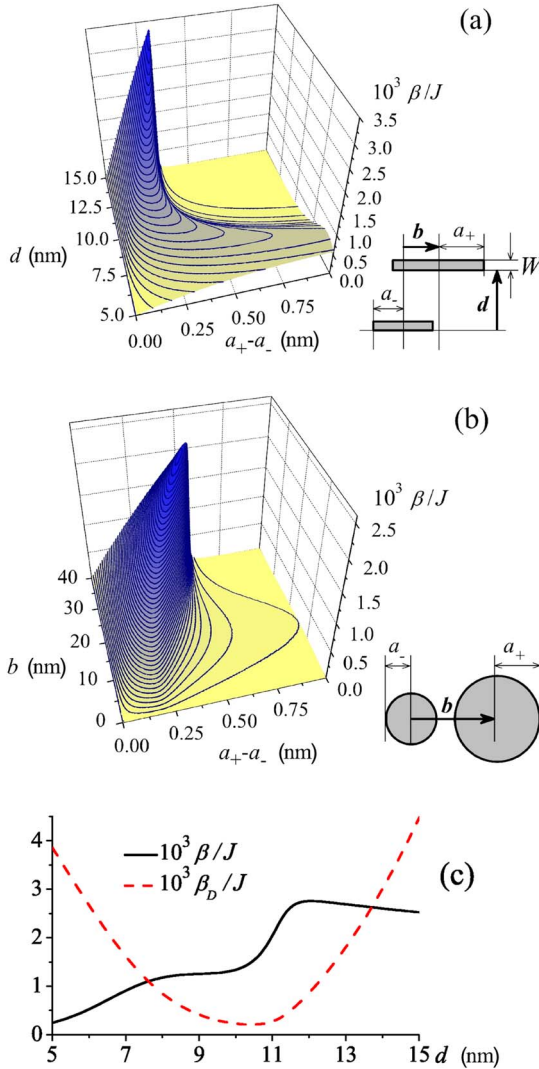 (a)
10³ β/J
3.5
3.0
2.5
2.0
1.5
1.0
0.5
0.0
15.0
12.5
10.0
7.5
5.0
d (nm)
0.00
0.25
0.50
0.75
a₊-a₋ (nm)
b
a₊
W
a₋
d
(b)
10³ β/J
2.5
2.0
1.5
1.0
0.5
0.0
40
30
20
10
0
b (nm)
0.00
0.25
0.50
0.75
a₊-a₋ (nm)
a₋
a₊
b
(c)
10³ β/J
10³ β_D/J
4
3
2
1
0
5 7 9 11 13 15
d (nm)